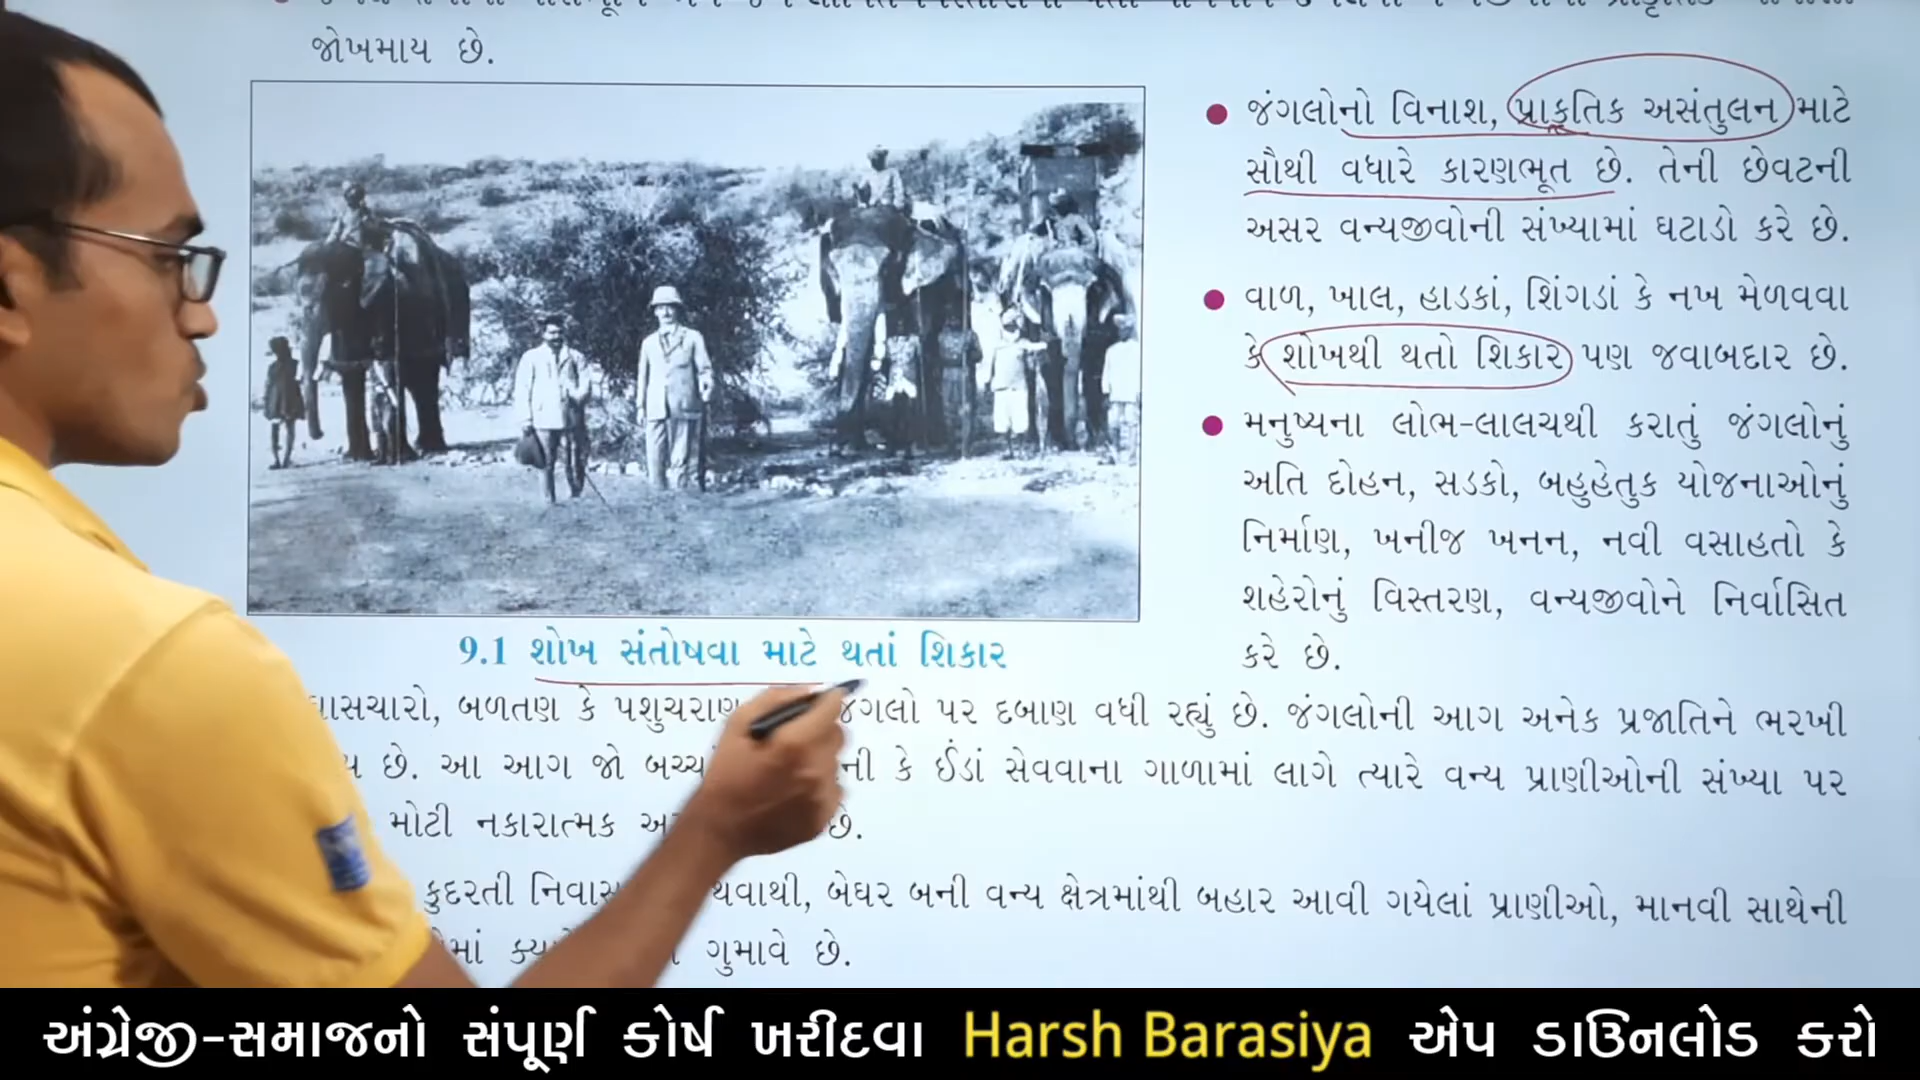 જોખમાય છે.
જંગલોનો વિનાશ, પ્રાકૃતિક અસંતુલન માટે
સૌથી વધારે કારણભૂત છે. તેની છેવટની
અસર વન્યજીવોની સંખ્યામાં ઘટાડો કરે છે.
વાળ, ખાલ, હાડકાં, શિંગડાં કે નખ મેળવવા
કે શોખથી થતો શિકાર પણ જવાબદાર છે.
મનુષ્યના લોભ-લાલચથી કરાતું જંગલોનું
અતિ દોહન, સડકો, બહુહેતુક યોજનાઓનું
નિર્માણ, ખનીજ ખનન, નવી વસાહતો કે
શહેરોનું વિસ્તરણ, વન્યજીવોને નિર્વાસિત
કરે છે.
9.1 શોખ સંતોષવા માટે થતાં શિકાર
બળતણ કે પશુચરાણ જંગલો પર દબાણ વધી રહ્યું છે. જંગલોની આગ અનેક પ્રજાતિને ભરખી
છે. આ આગ જો કે ઈંડાં સેવવાના ગાળામાં લાગે ત્યારે વન્ય પ્રાણીઓની સંખ્યા પર
મોટી નકારાત્મક છે.
કુદરતી થવાથી, બેઘર બની વન્ય ક્ષેત્રમાંથી બહાર આવી ગયેલાં પ્રાણીઓ, માનવી સાથેની
ગુમાવે છે.
અંગ્રેજી-સમાજનો સંપૂર્ણ કોર્ષ ખરીદવા Harsh Barasiya એપ ડાઉનલોડ કરો